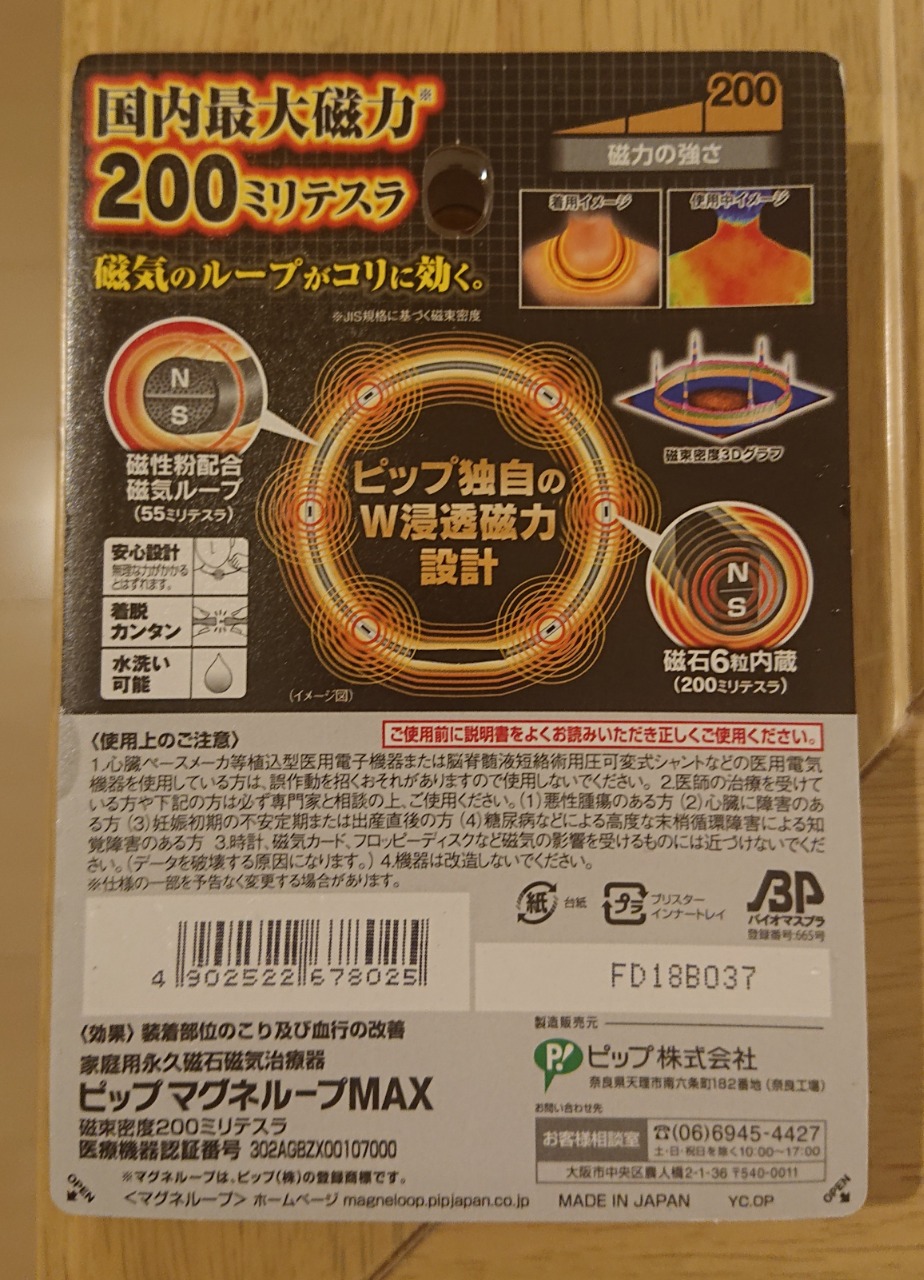 国内最大磁力※
200ミリテスラ
磁気のループがコリに効く。
※JIS規格に基づく磁束密度
200
磁力の強さ
着用イメージ
使用中イメージ
N
S
磁性粉配合
磁気ループ
(55ミリテスラ)
磁束密度3Dグラフ
ピップ独自の
W浸透磁力
設計
N
S
磁石6粒内蔵
(200ミリテスラ)
安心設計
無理な力がかかる
とはずれます。
着脱
カンタン
水洗い
可能
(イメージ図)
〈使用上のご注意〉
ご使用前に説明書をよくお読みいただき正しくご使用ください。
1.心臓ペースメーカ等植込型医用電子機器または脳脊髄液短絡術用圧可変式シャントなどの医用電気
機器を使用している方は、誤作動を招くおそれがありますので使用しないでください。 2.医師の治療を受けて
いる方や下記の方は必ず専門家と相談の上、ご使用ください。(1)悪性腫瘍のある方 (2)心臓に障害のあ
る方 (3)妊娠初期の不安定期または出産直後の方 (4)糖尿病などによる高度な末梢循環障害による知
覚障害のある方 3.時計、磁気カード、フロッピーディスクなど磁気の影響を受けるものには近づけないでくだ
さい。(データを破壊する原因になります。) 4.機器は改造しないでください。
※仕様の一部を予告なく変更する場合があります。
紙
台紙
プラ
ブリスター
インナートレイ
BP
バイオマスプラ
登録番号:665号
4 902522 678025
FD18B037
〈効果〉 装着部位のこり及び血行の改善
家庭用永久磁石磁気治療器
ピップ マグネループMAX
磁束密度200ミリテスラ
医療機器認証番号 302AGBZX00107000
※マグネループは、ピップ(株)の登録商標です。
<マグネループ> ホームページ magneloop.pipjapan.co.jp
製造販売元
P!
ピップ株式会社
奈良県天理市南六条町182番地 (奈良工場)
お問い合わせ先
お客様相談室
☎(06)6945-4427
土・日・祝日を除く10:00〜17:00
大阪市中央区農人橋2-1-36 〒540-0011
MADE IN JAPAN
YC.OP
OPEN
OPEN